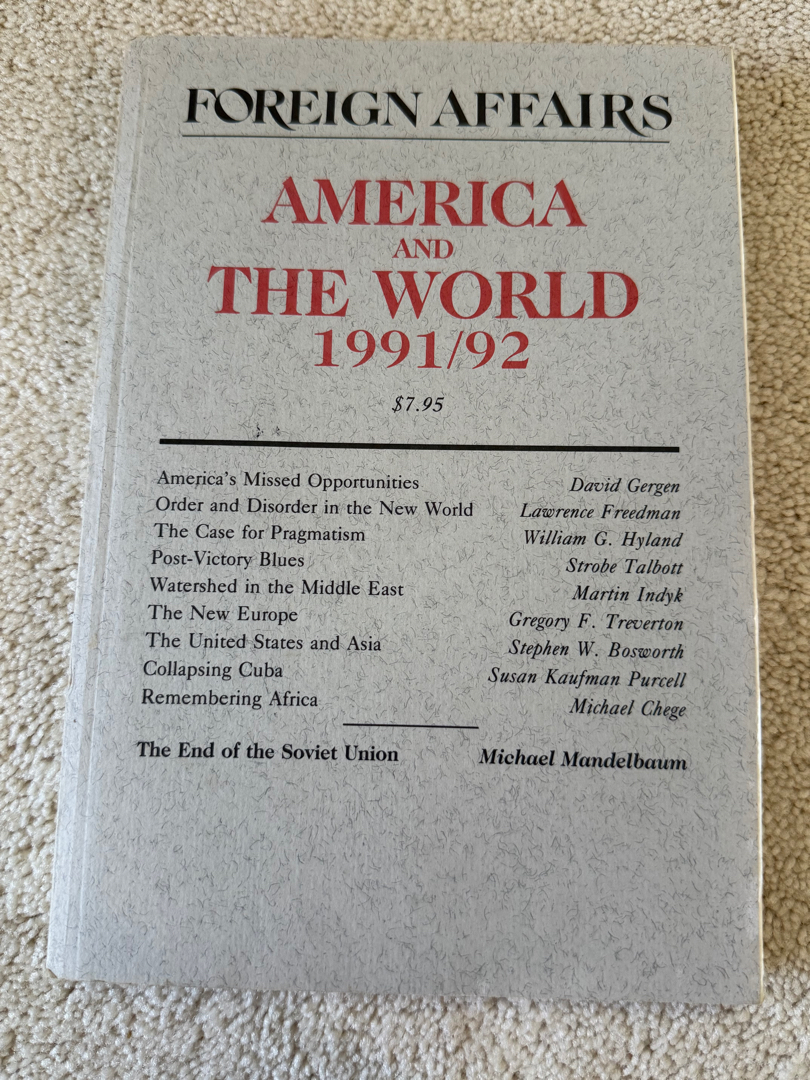 FOREIGN AFFAIRS
AMERICA
AND
THE WORLD
1991/92
$7.95
America's Missed Opportunities David Gergen
Order and Disorder in the New World Lawrence Freedman
The Case for Pragmatism William G. Hyland
Post-Victory Blues Strobe Talbott
Watershed in the Middle East Martin Indyk
The New Europe Gregory F. Treverton
The United States and Asia Stephen W. Bosworth
Collapsing Cuba Susan Kaufman Purcell
Remembering Africa Michael Chege
The End of the Soviet Union Michael Mandelbaum